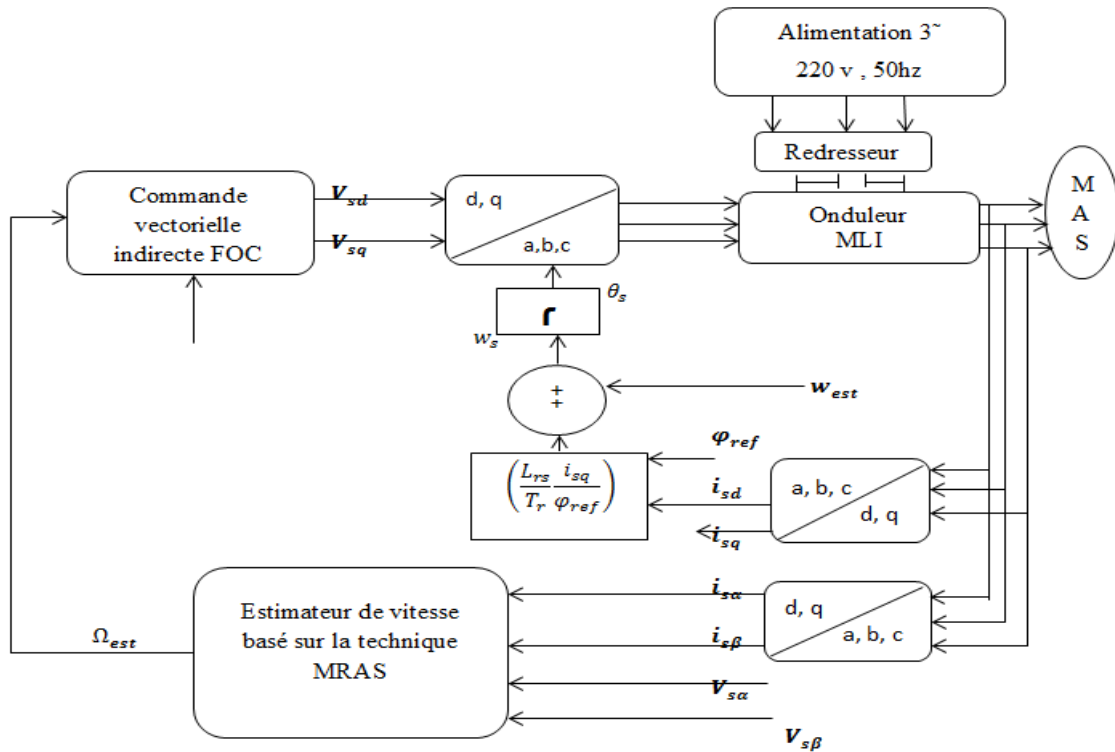 Alimentation 3˜
220 v , 50hz
Redresseur
Commande
vectorielle
indirecte FOC
V_sd
V_sq
d, q
a,b,c
Onduleur
MLI
M
A
S
θ_s
w_s
+
+
w_est
φ_ref
(L_rs/T_r i_sq/φ_ref)
i_sd
i_sq
a, b, c
d, q
Estimateur de vitesse
basé sur la technique
MRAS
Ω_est
i_sα
i_sβ
V_sα
V_sβ
d, q
a, b, c